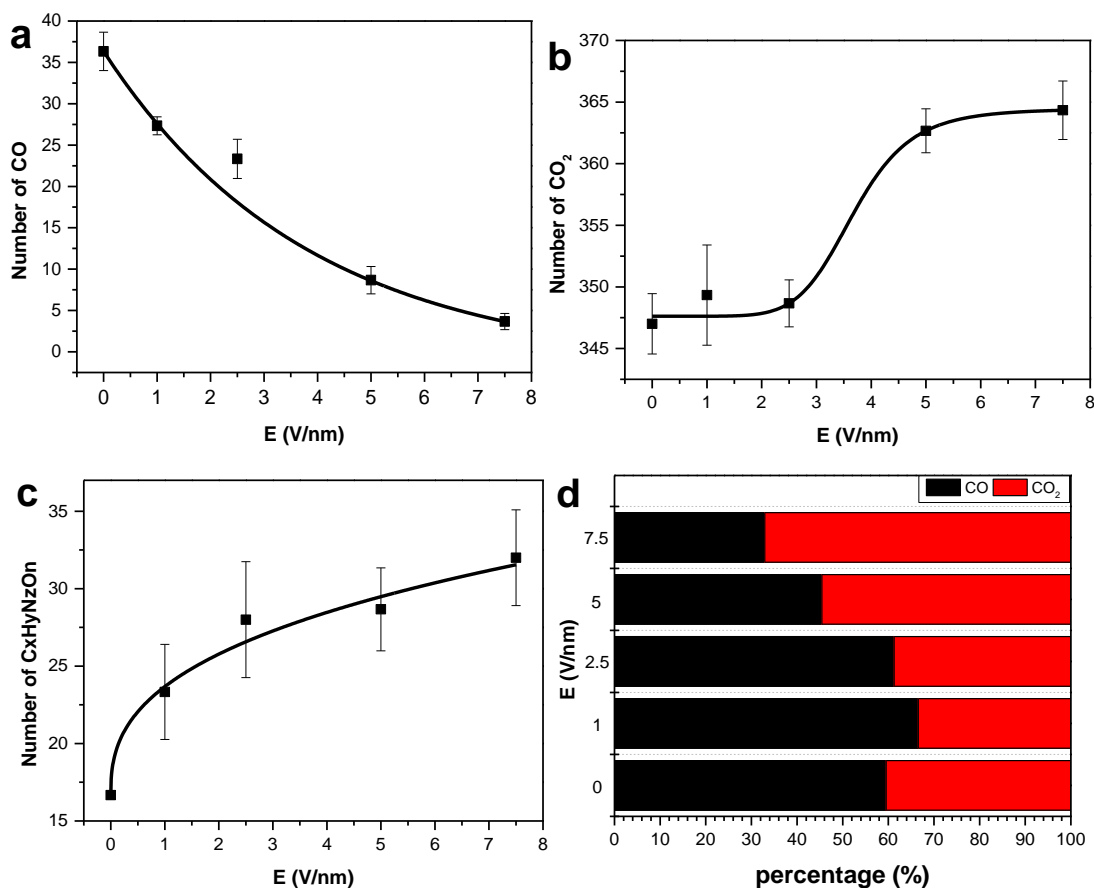 a
40
35
30
25
20
15
10
5
0
Number of CO
0 1 2 3 4 5 6 7 8
E (V/nm)
b
370
365
360
355
350
345
Number of CO₂
0 1 2 3 4 5 6 7 8
E (V/nm)
c
35
30
25
20
15
Number of CxHyNzOn
0 1 2 3 4 5 6 7 8
E (V/nm)
d
CO CO₂
7.5
5
2.5
1
0
E (V/nm)
0 10 20 30 40 50 60 70 80 90 100
percentage (%)